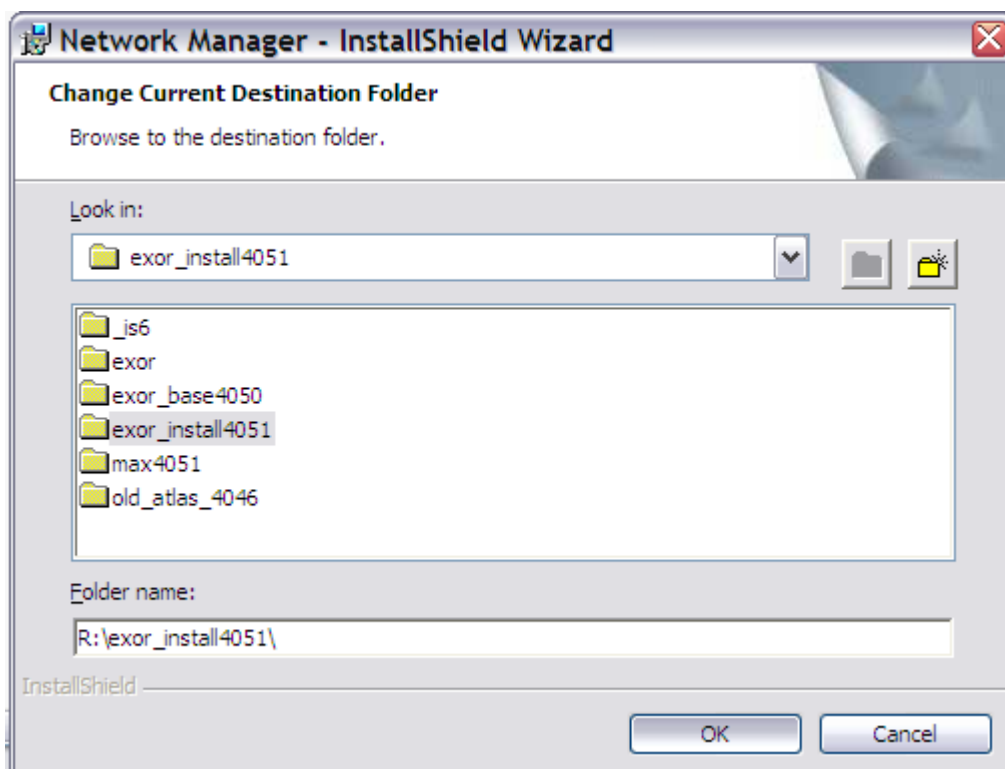 Network Manager - InstallShield Wizard
Change Current Destination Folder
Browse to the destination folder.
Look in:
exor_install4051
_is6
exor
exor_base4050
exor_install4051
max4051
old_atlas_4046
Folder name:
R:\exor_install4051\
InstallShield
OK Cancel